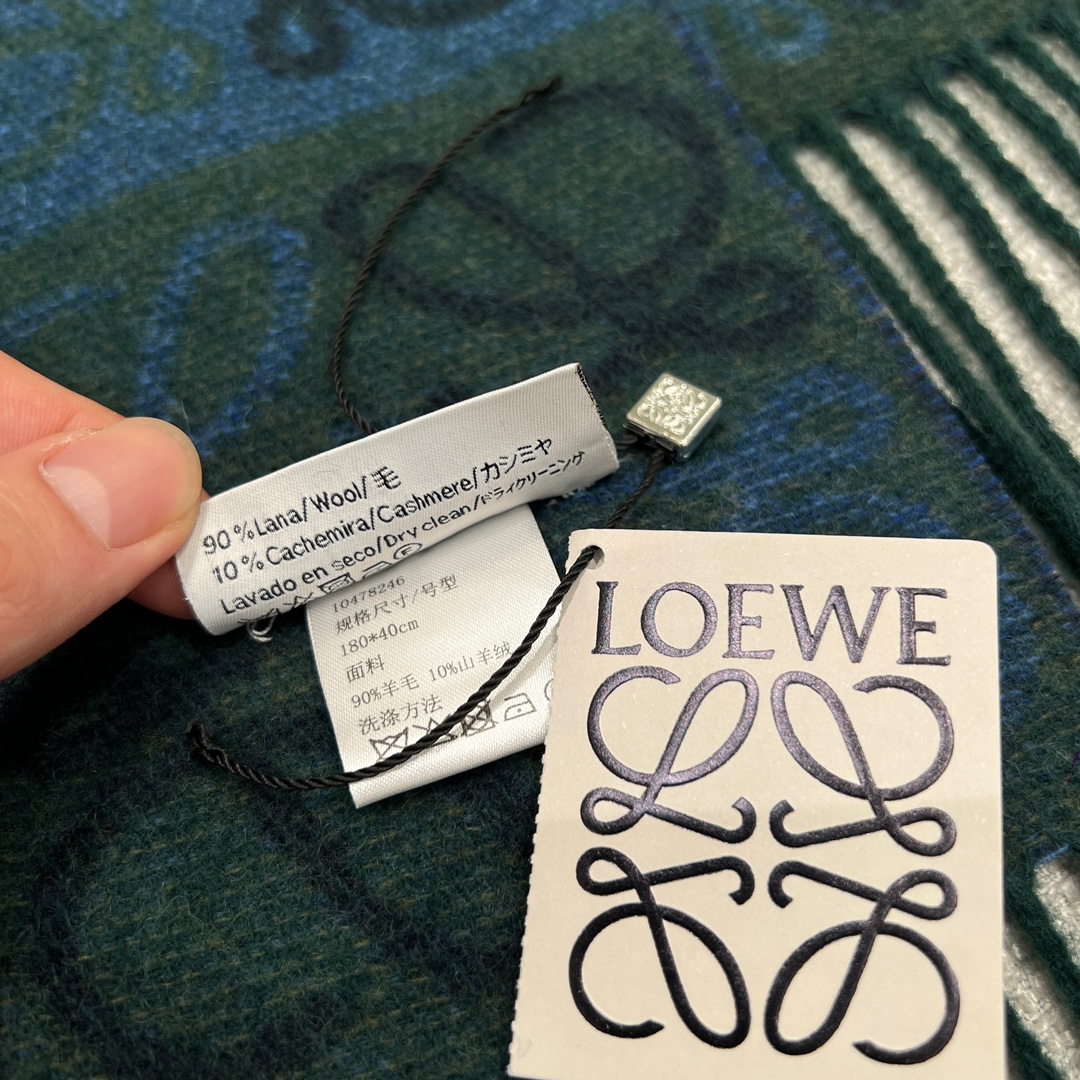 90%Lana/Wool/毛
10%Cachemira/Cashmere/カシミヤ
Lavado en seco/Dry clean/ドライクリーニング
10478246
规格尺寸/号型
180*40cm
面料
90%羊毛 10%山羊绒
洗涤方法
LOEWE